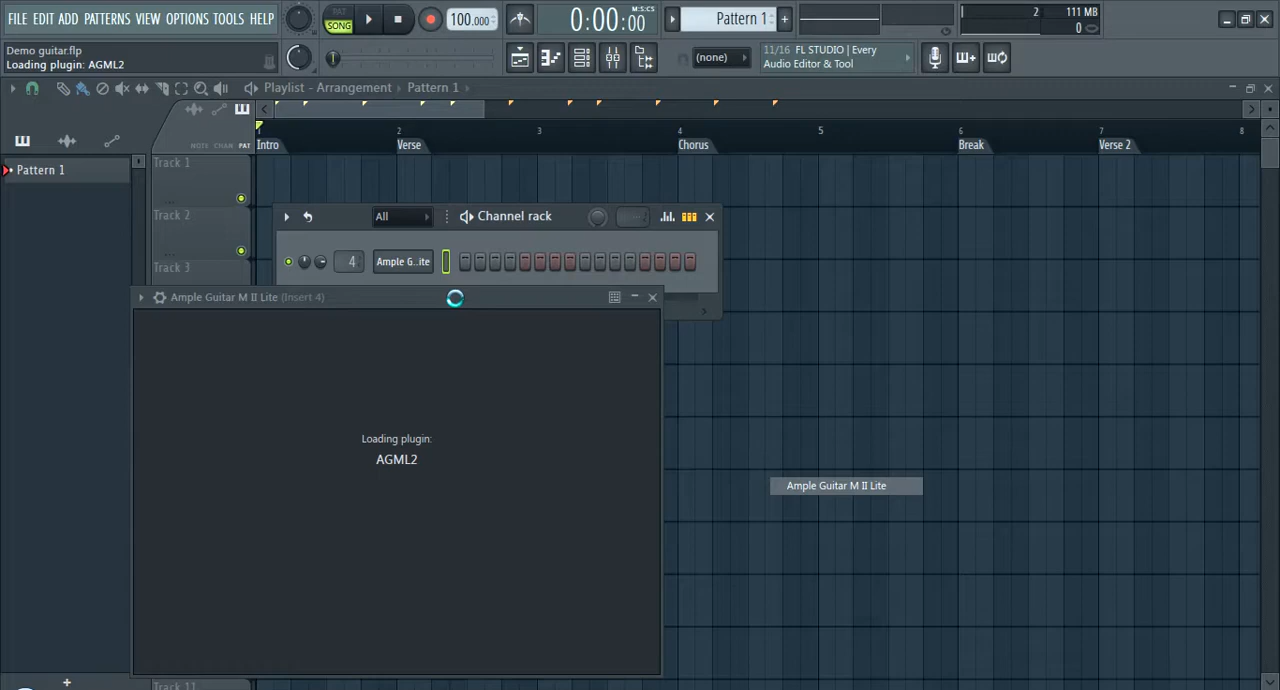 FILE EDIT ADD PATTERNS VIEW OPTIONS TOOLS HELP
PAT
SONG
100.000
0:00:00
M:S:CS
Pattern 1
2
111 MB
0
Demo guitar.flp
Loading plugin: AGML2
(none)
11/16 FL STUDIO | Every
Audio Editor & Tool
Playlist - Arrangement
Pattern 1
NOTE CHAN PAT
1 2 3 4 5 6 7 8
Intro Verse Chorus Break Verse 2
Pattern 1
Track 1
Track 2
Track 3
All
Channel rack
4
Ample G..ite
Ample Guitar M II Lite (Insert 4)
Loading plugin:
AGML2
Ample Guitar M II Lite
Track 11